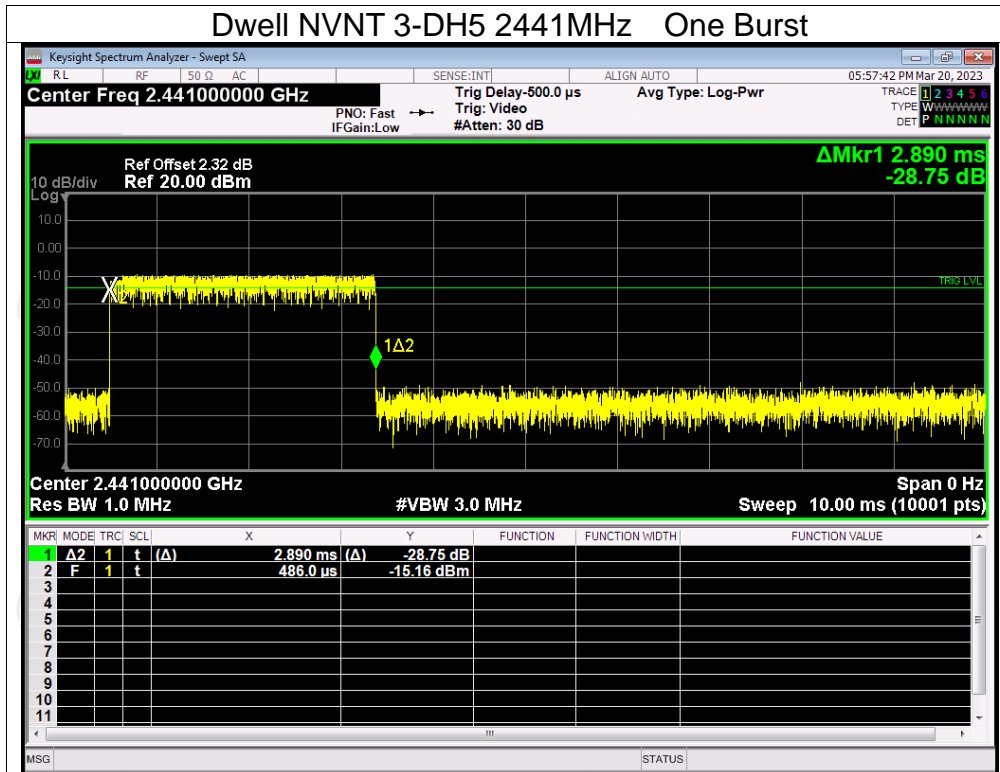 Dwell NVNT 3-DH5 2441MHz One Burst
Keysight Spectrum Analyzer - Swept SA
LXI RL RF 50 Ω AC SENSE:INT ALIGN AUTO 05:57:42 PM Mar 20, 2023
Center Freq 2.441000000 GHz Trig Delay-500.0 µs Avg Type: Log-Pwr TRACE 1 2 3 4 5 6
PNO: Fast Trig: Video TYPE WWWWWW
IFGain:Low #Atten: 30 dB DET P N N N N N
ΔMkr1 2.890 ms
-28.75 dB
Ref Offset 2.32 dB
10 dB/div Ref 20.00 dBm
Log
10.0
0.00
-10.0
TRIG LVL
-20.0
-30.0
1Δ2
-40.0
-50.0
-60.0
-70.0
Center 2.441000000 GHz Span 0 Hz
Res BW 1.0 MHz #VBW 3.0 MHz Sweep 10.00 ms (10001 pts)
MKR MODE TRC SCL X Y FUNCTION FUNCTION WIDTH FUNCTION VALUE
1 Δ2 1 t (Δ) 2.890 ms (Δ) -28.75 dB
2 F 1 t 486.0 µs -15.16 dBm
3
4
5
6
7
8
9
10
11
MSG STATUS